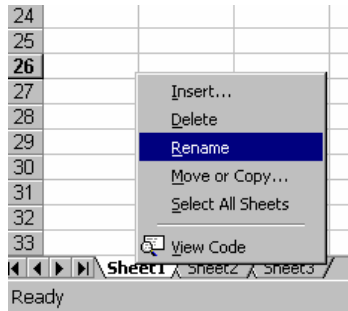 24
25
26
27
28
29
30
31
32
33
Insert...
Delete
Rename
Move or Copy...
Select All Sheets
View Code
Sheet1 Sheet2 Sheet3
Ready